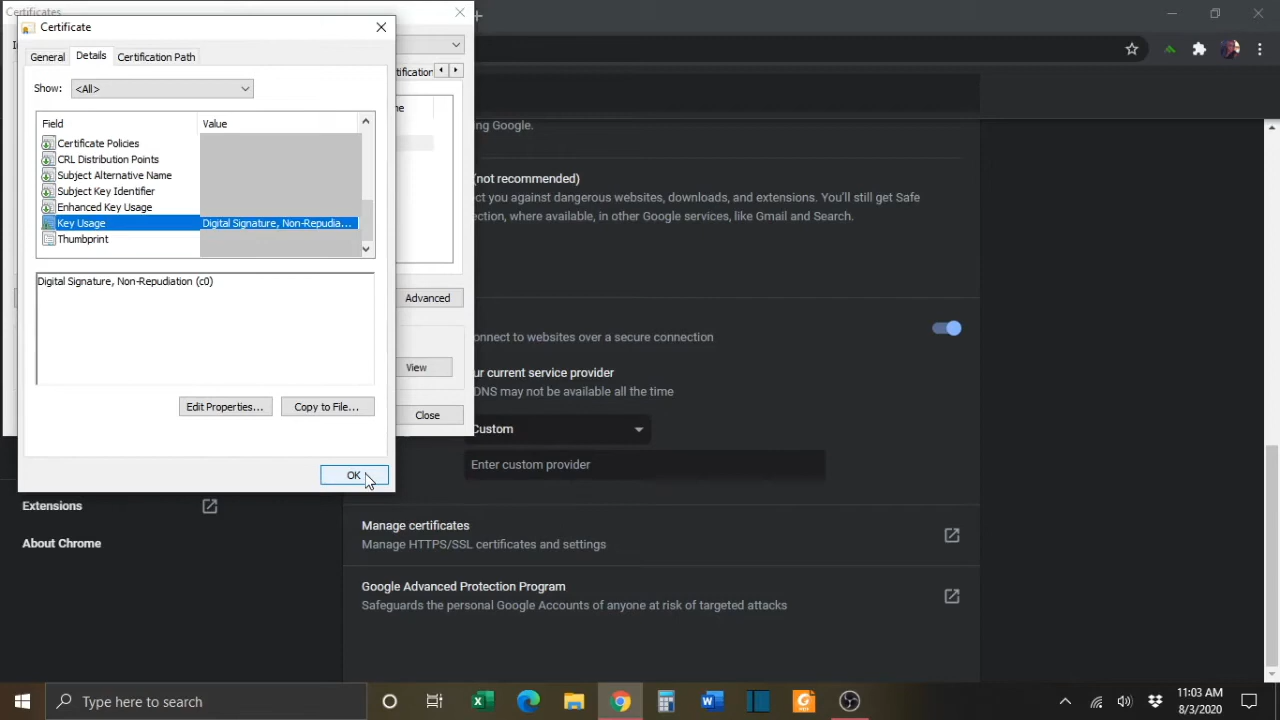 Certificates
Certificate
General
Details
Certification Path
Show:
<All>
Field
Value
Certificate Policies
CRL Distribution Points
Subject Alternative Name
Subject Key Identifier
Enhanced Key Usage
Key Usage
Digital Signature, Non-Repudia...
Thumbprint
Digital Signature, Non-Repudiation (c0)
Edit Properties...
Copy to File...
OK
tification
me
Advanced
View
Close
ing Google.
(not recommended)
ect you against dangerous websites, downloads, and extensions. You'll still get Safe
ection, where available, in other Google services, like Gmail and Search.
onnect to websites over a secure connection
ur current service provider
DNS may not be available all the time
Custom
Enter custom provider
Extensions
About Chrome
Manage certificates
Manage HTTPS/SSL certificates and settings
Google Advanced Protection Program
Safeguards the personal Google Accounts of anyone at risk of targeted attacks
Type here to search
11:03 AM
8/3/2020